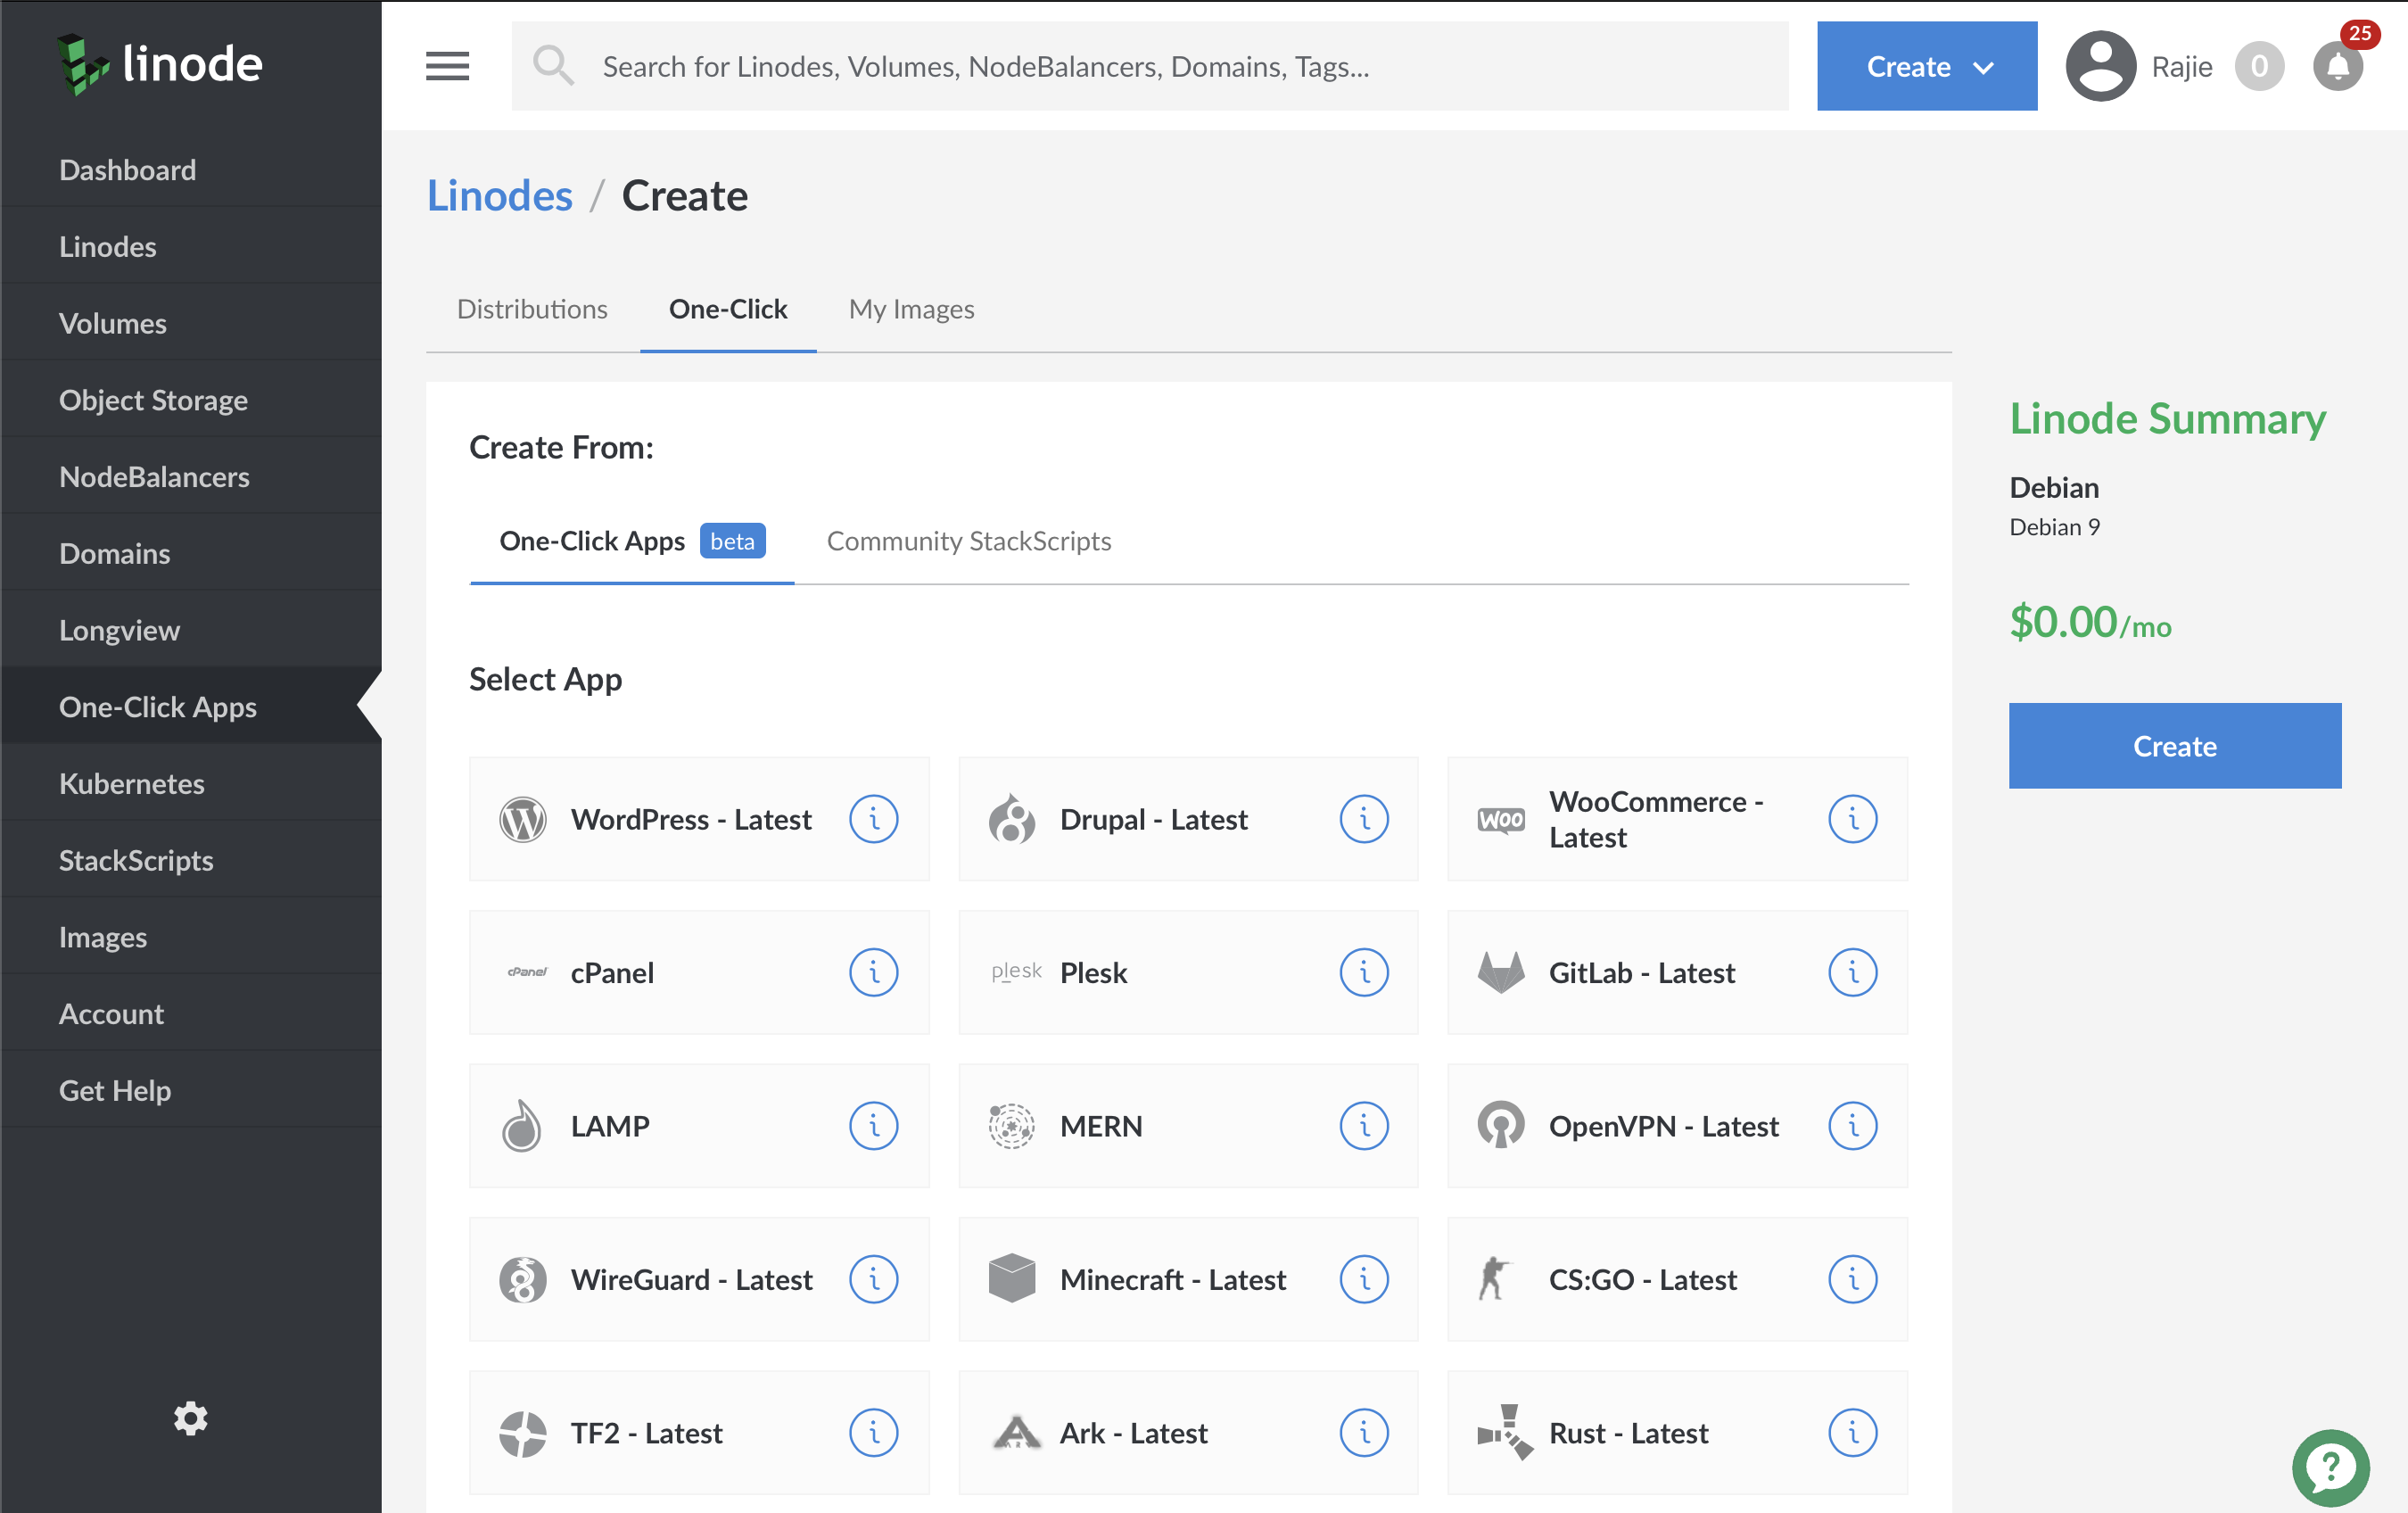 linode
Search for Linodes, Volumes, NodeBalancers, Domains, Tags...
Create
Rajie
0
25
Dashboard
Linodes
Volumes
Object Storage
NodeBalancers
Domains
Longview
One-Click Apps
Kubernetes
StackScripts
Images
Account
Get Help
Linodes / Create
Distributions
One-Click
My Images
Create From:
One-Click Apps beta
Community StackScripts
Select App
WordPress - Latest
Drupal - Latest
WOO
WooCommerce -
Latest
cPanel
cPanel
plesk
Plesk
GitLab - Latest
LAMP
MERN
OpenVPN - Latest
WireGuard - Latest
Minecraft - Latest
CS:GO - Latest
TF2 - Latest
Ark - Latest
Rust - Latest
Linode Summary
Debian
Debian 9
$0.00/mo
Create